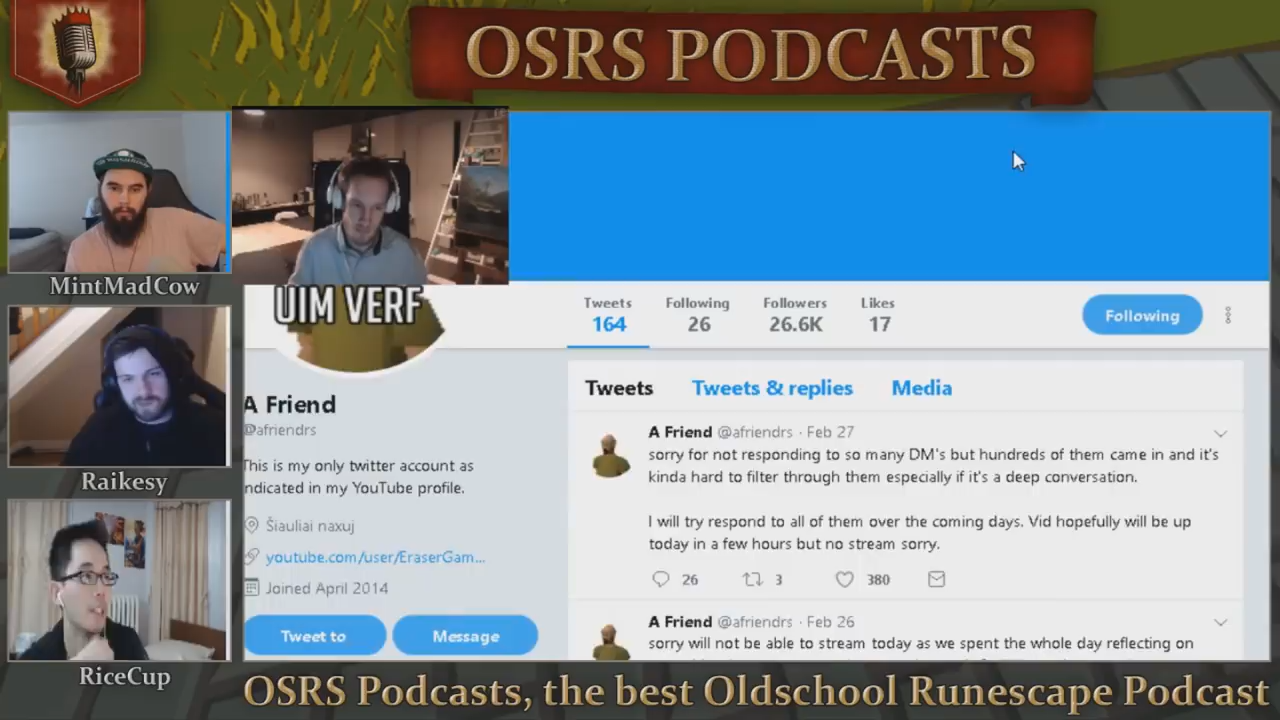 OSRS PODCASTS
MintMadCow
Raikesy
RiceCup
UIM VERF
Tweets
164
Following
26
Followers
26.6K
Likes
17
Following
A Friend
@afriendrs
This is my only twitter account as
indicated in my YouTube profile.
Šiauliai naxuj
youtube.com/user/EraserGam...
Joined April 2014
Tweet to
Message
Tweets
Tweets & replies
Media
A Friend @afriendrs · Feb 27
sorry for not responding to so many DM's but hundreds of them came in and it's
kinda hard to filter through them especially if it's a deep conversation.
I will try respond to all of them over the coming days. Vid hopefully will be up
today in a few hours but no stream sorry.
26
3
380
A Friend @afriendrs · Feb 26
sorry will not be able to stream today as we spent the whole day reflecting on
OSRS Podcasts, the best Oldschool Runescape Podcast